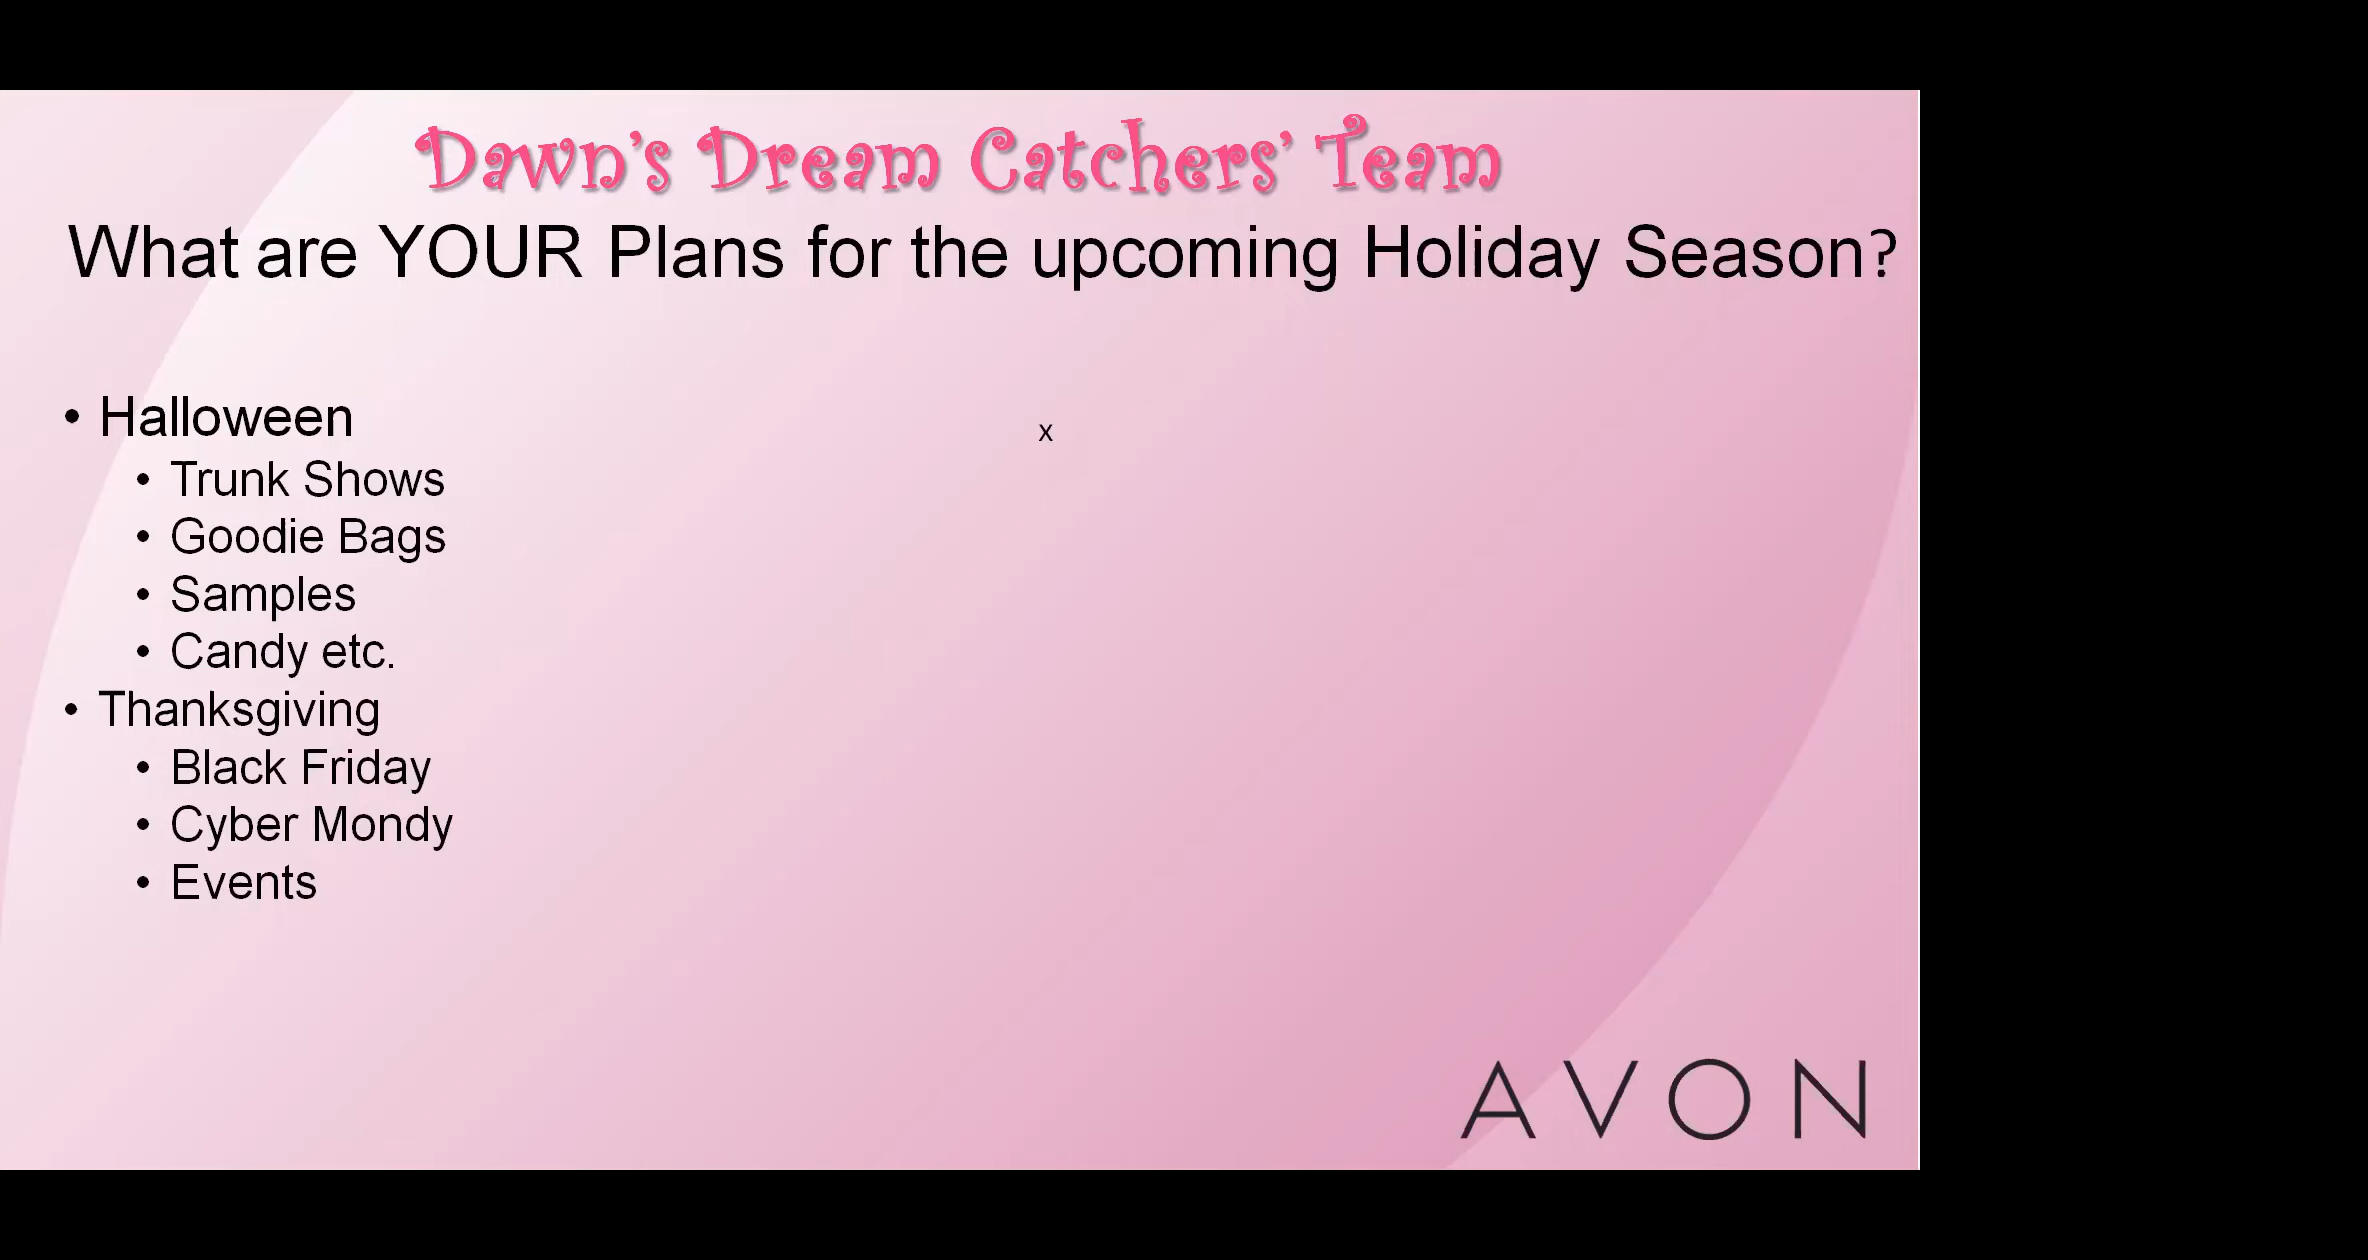 Dawn's Dream Catchers' Team
What are YOUR Plans for the upcoming Holiday Season?
• Halloween
x
• Trunk Shows
• Goodie Bags
• Samples
• Candy etc.
• Thanksgiving
• Black Friday
• Cyber Mondy
• Events
AVON